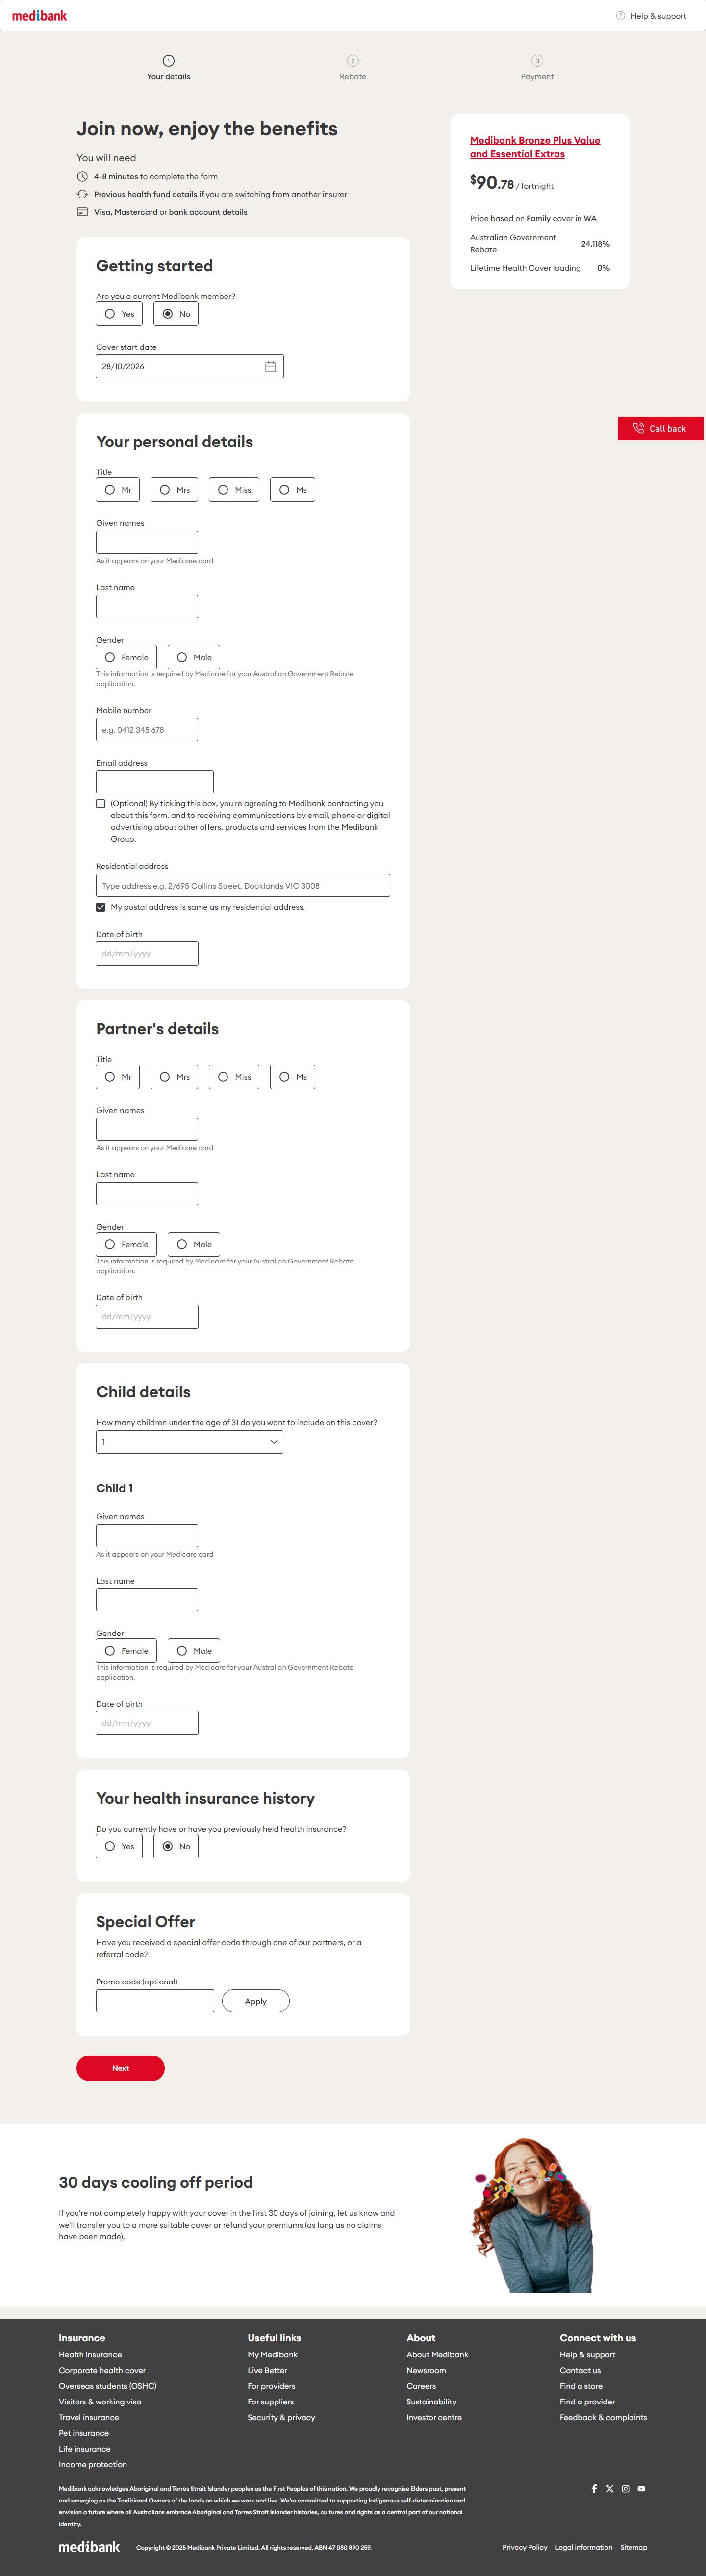 medibank
Help & support
1
2
3
Your details
Rebate
Payment
Join now, enjoy the benefits
You will need
4-8 minutes to complete the form
Previous health fund details if you are switching from another insurer
Visa, Mastercard or bank account details
Medibank Bronze Plus Value
and Essential Extras
$90.78 / fortnight
Price based on Family cover in WA
Australian Government
Rebate
24.118%
Lifetime Health Cover loading 0%
Getting started
Are you a current Medibank member?
Yes
No
Cover start date
28/10/2026
Call back
Your personal details
Title
Mr
Mrs
Miss
Ms
Given names
As it appears on your Medicare card
Last name
Gender
Female
Male
This information is required by Medicare for your Australian Government Rebate
application.
Mobile number
e.g. 0412 345 678
Email address
(Optional) By ticking this box, you're agreeing to Medibank contacting you
about this form, and to receiving communications by email, phone or digital
advertising about other offers, products and services from the Medibank
Group.
Residential address
Type address e.g. 2/695 Collins Street, Docklands VIC 3008
My postal address is same as my residential address.
Date of birth
dd/mm/yyyy
Partner's details
Title
Mr
Mrs
Miss
Ms
Given names
As it appears on your Medicare card
Last name
Gender
Female
Male
This information is required by Medicare for your Australian Government Rebate
application.
Date of birth
dd/mm/yyyy
Child details
How many children under the age of 31 do you want to include on this cover?
1
Child 1
Given names
As it appears on your Medicare card
Last name
Gender
Female
Male
This information is required by Medicare for your Australian Government Rebate
application.
Date of birth
dd/mm/yyyy
Your health insurance history
Do you currently have or have you previously held health insurance?
Yes
No
Special Offer
Have you received a special offer code through one of our partners, or a
referral code?
Promo code (optional)
Apply
Next
30 days cooling off period
If you're not completely happy with your cover in the first 30 days of joining, let us know and
we'll transfer you to a more suitable cover or refund your premiums (as long as no claims
have been made).
Insurance
Health insurance
Corporate health cover
Overseas students (OSHC)
Visitors & working visa
Travel insurance
Pet insurance
Life insurance
Income protection
Useful links
My Medibank
Live Better
For providers
For suppliers
Security & privacy
About
About Medibank
Newsroom
Careers
Sustainability
Investor centre
Connect with us
Help & support
Contact us
Find a store
Find a provider
Feedback & complaints
Medibank acknowledges Aboriginal and Torres Strait Islander peoples as the First Peoples of this nation. We proudly recognise Elders past, present
and emerging as the Traditional Owners of the lands on which we work and live. We're committed to supporting Indigenous self-determination and
envision a future where all Australians embrace Aboriginal and Torres Strait Islander histories, cultures and rights as a central part of our national
identity.
medibank
Copyright © 2025 Medibank Private Limited. All rights reserved. ABN 47 080 890 259.
Privacy Policy
Legal information
Sitemap